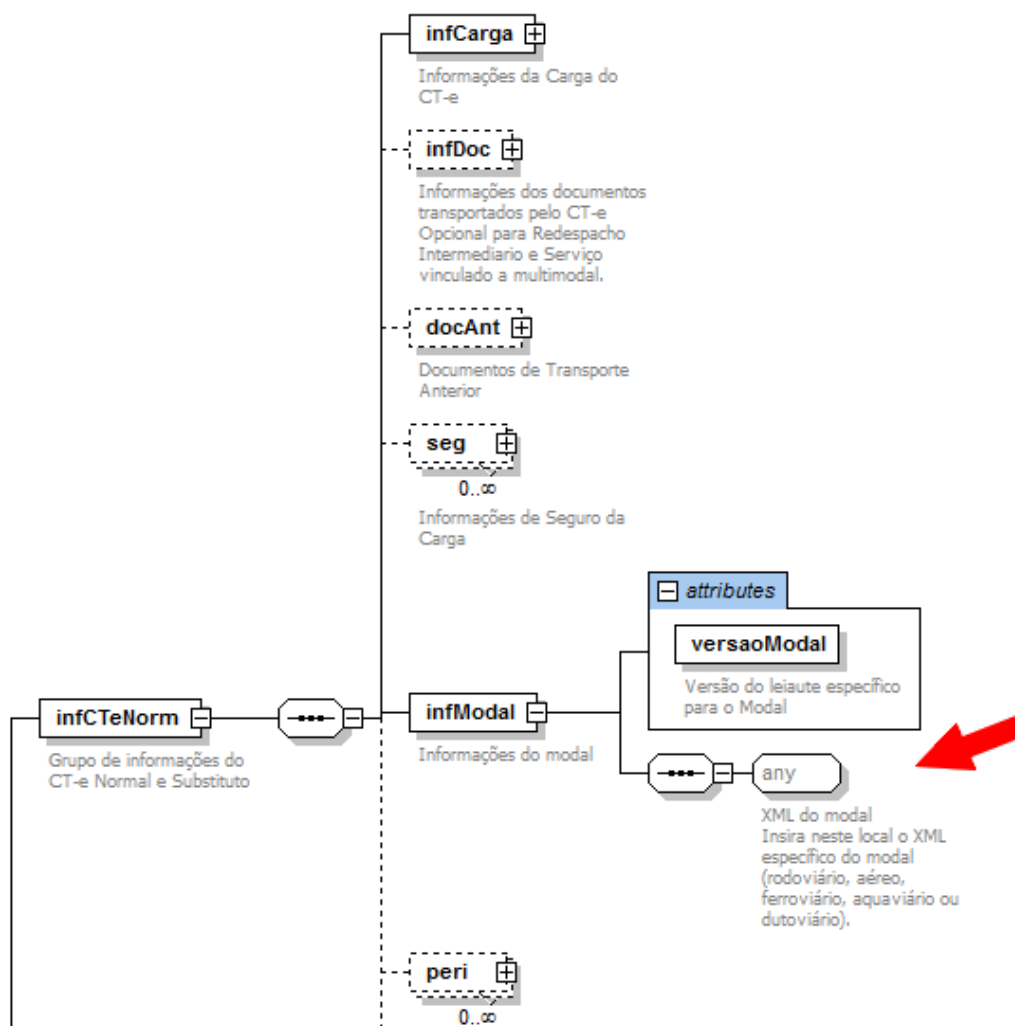 infCarga
Informações da Carga do
CT-e
infDoc
Informações dos documentos
transportados pelo CT-e
Opcional para Redespacho
Intermediario e Serviço
vinculado a multimodal.
docAnt
Documentos de Transporte
Anterior
seg
0..∞
Informações de Seguro da
Carga
attributes
versaoModal
Versão do leiaute específico
para o Modal
infCTeNorm
Grupo de informações do
CT-e Normal e Substituto
infModal
Informações do modal
any
XML do modal
Insira neste local o XML
específico do modal
(rodoviário, aéreo,
ferroviário, aquaviário ou
dutoviário).
peri
0..∞